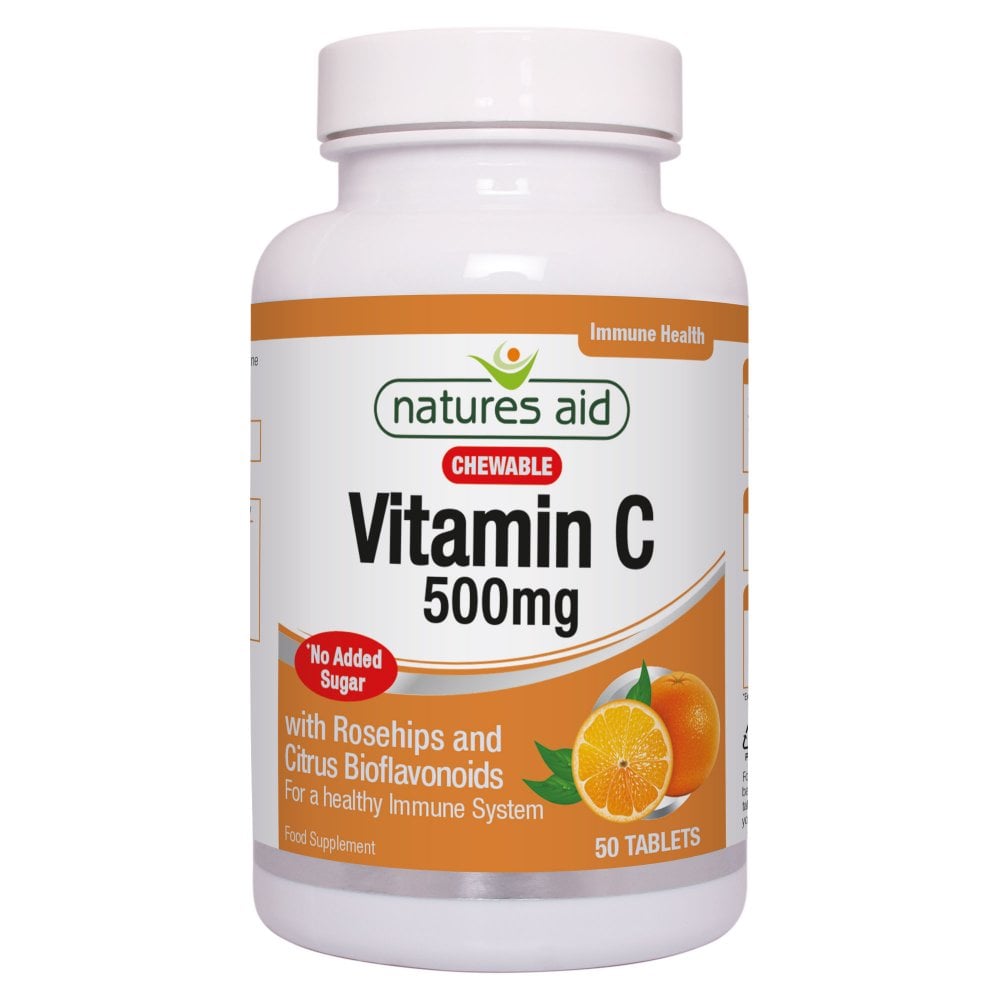 Immune Health
natures aid
CHEWABLE
Vitamin C
500mg
*No Added
Sugar
with Rosehips and
Citrus Bioflavonoids
For a healthy Immune System
Food Supplement
50 TABLETS